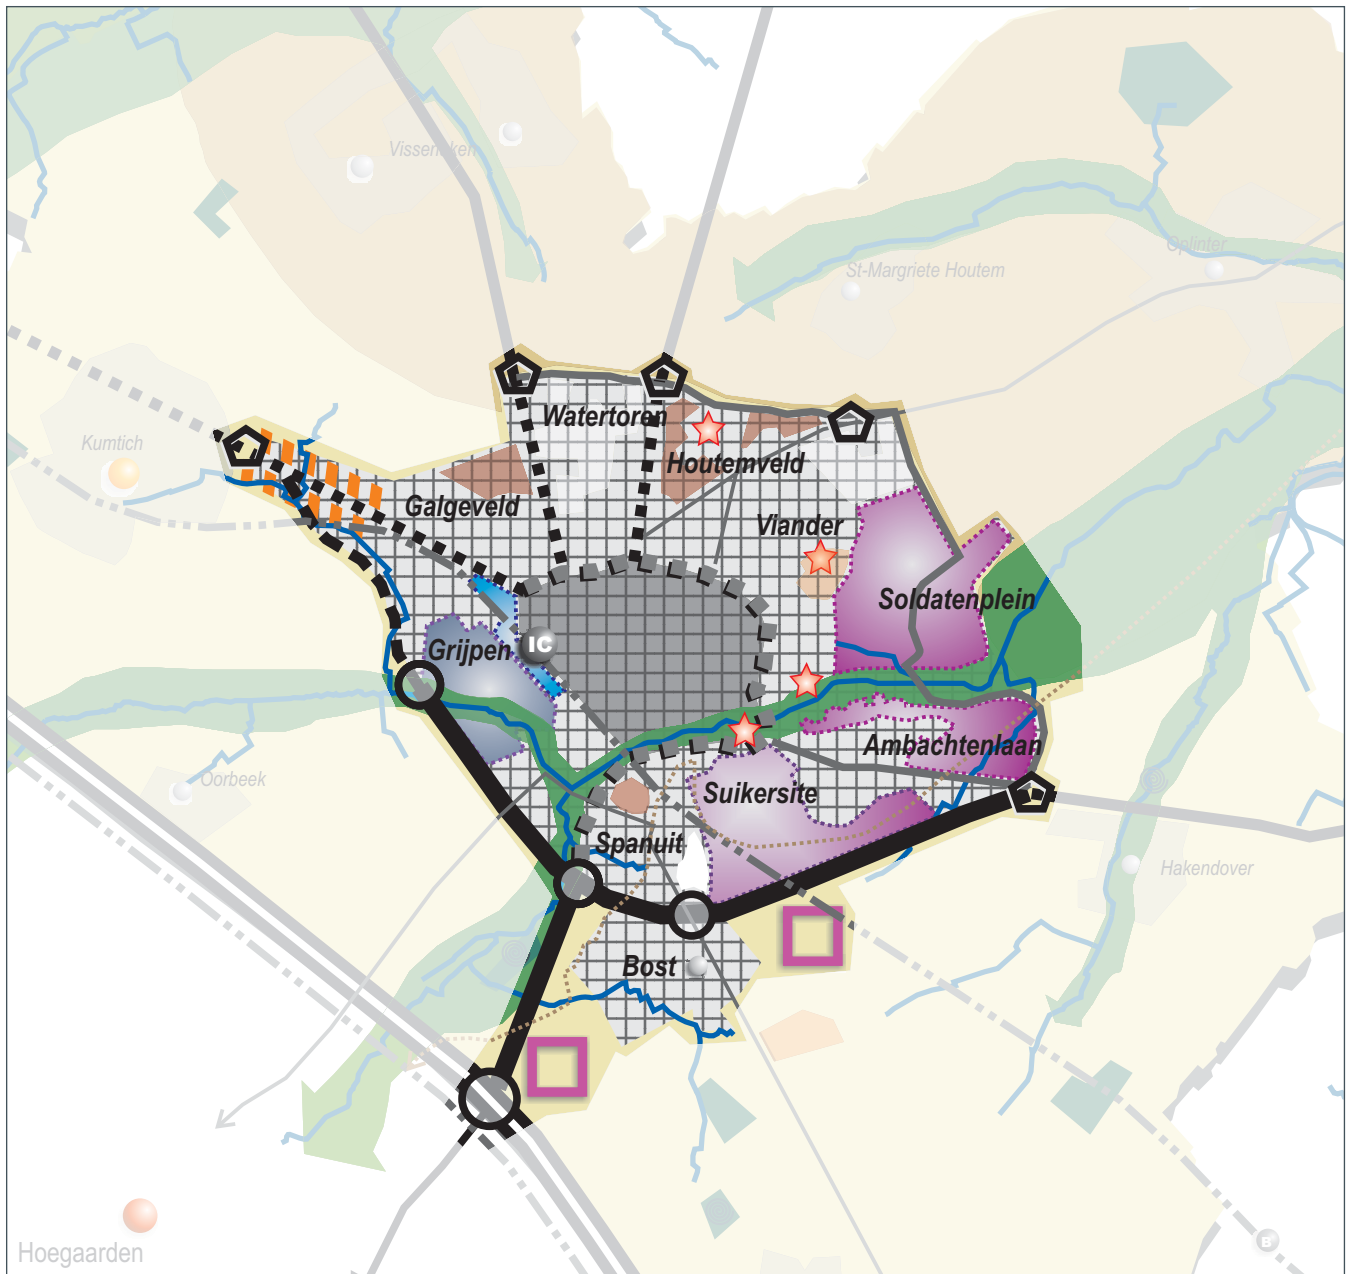 Vissenaken
Oplinter
St-Margriete Houtem
Watertoren
Kumtich
Houtemveld
Galgeveld
Viander
Soldatenplein
Grijpen
IC
Ambachtenlaan
Oorbeek
Suikersite
Spanuit
Hakendover
Bost
Hoegaarden
B